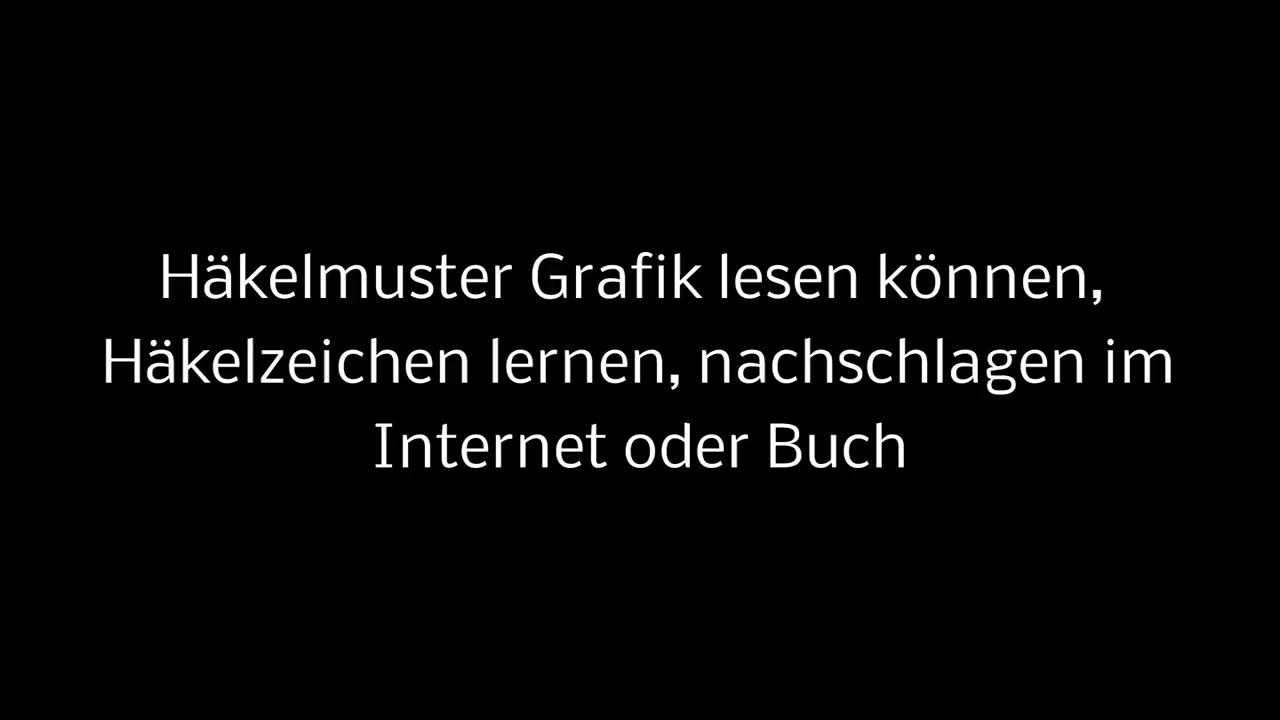 Häkelmuster Grafik lesen können,
Häkelzeichen lernen, nachschlagen im
Internet oder Buch